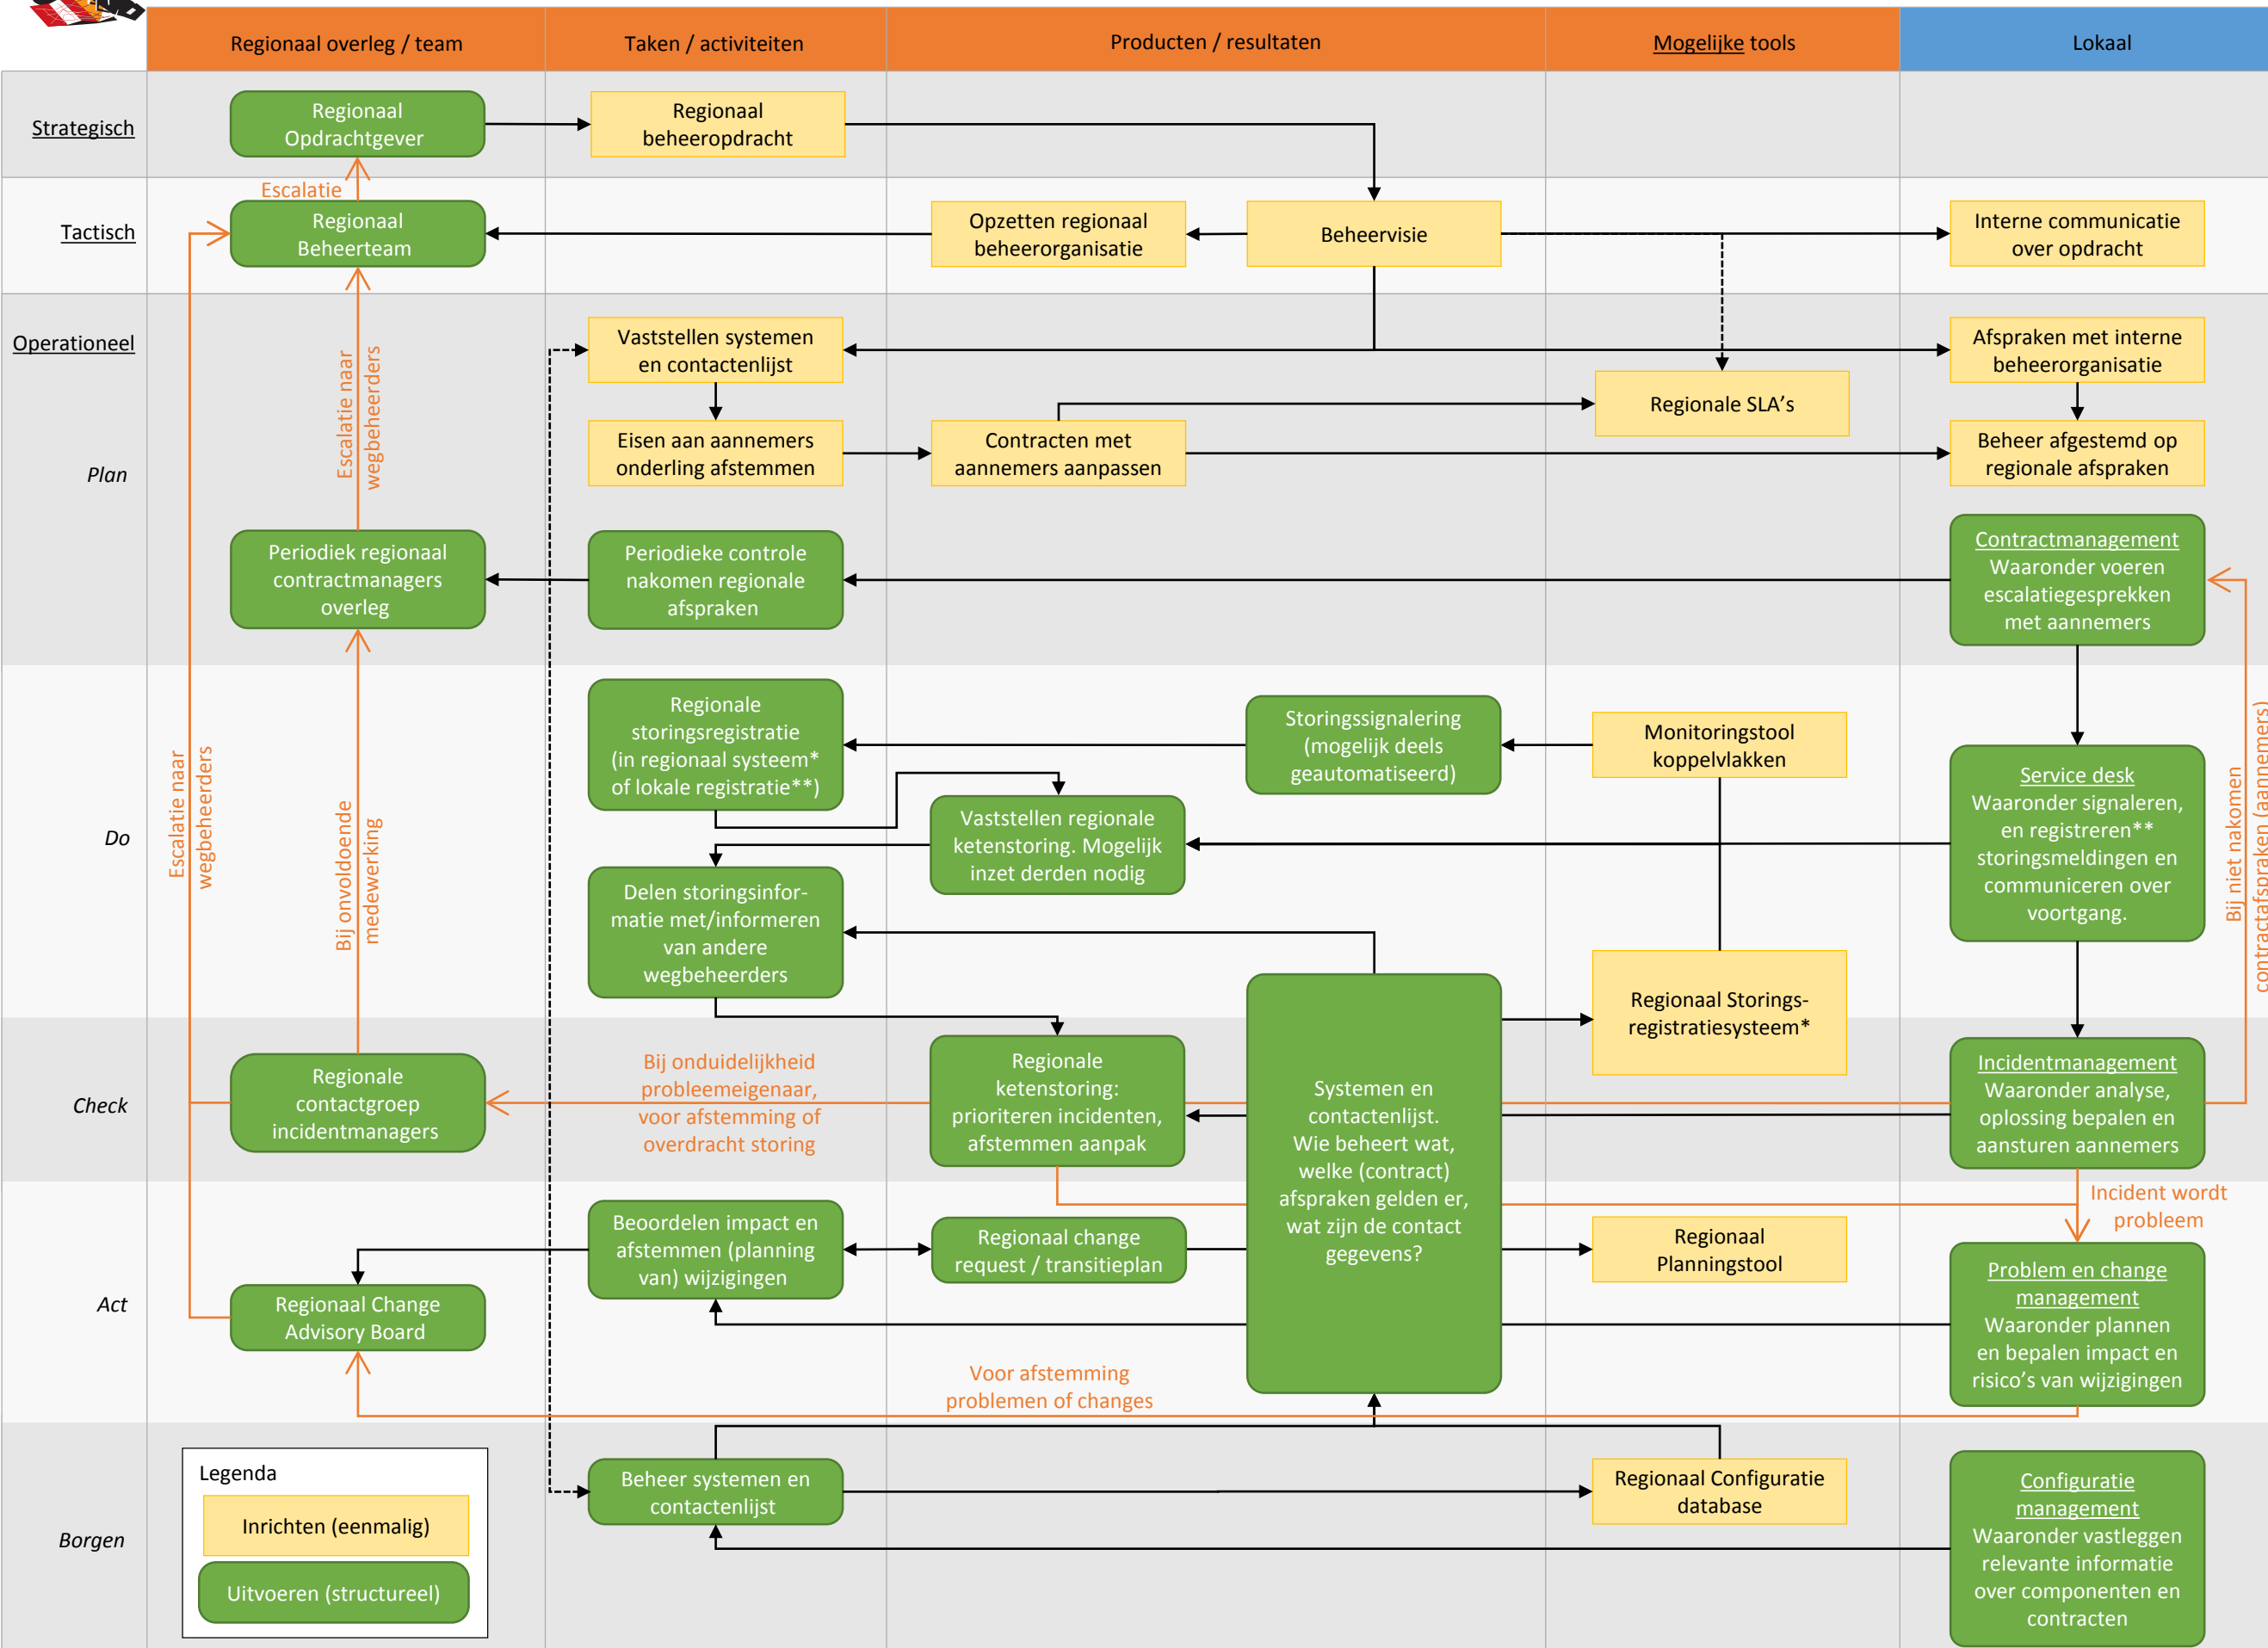 Regionaal overleg / team
Taken / activiteiten
Producten / resultaten
Mogelijke tools
Lokaal
Strategisch
Regionaal
Opdrachtgever
Regionaal
beheeropdracht
Escalatie
Tactisch
Regionaal
Beheerteam
Opzetten regionaal
beheerorganisatie
Beheervisie
Interne communicatie
over opdracht
Operationeel
Plan
Escalatie naar
wegbeheerders
Vaststellen systemen
en contactenlijst
Afspraken met interne
beheerorganisatie
Regionale SLA's
Eisen aan aannemers
onderling afstemmen
Contracten met
aannemers aanpassen
Beheer afgestemd op
regionale afspraken
Periodiek regionaal
contractmanagers
overleg
Periodieke controle
nakomen regionale
afspraken
Contractmanagement
Waaronder voeren
escalatiegesprekken
met aannemers
Do
Escalatie naar
wegbeheerders
Bij onvoldoende
medewerking
Regionale
storingsregistratie
(in regionaal systeem*
of lokale registratie**)
Storingssignalering
(mogelijk deels
geautomatiseerd)
Monitoringstool
koppelvlakken
Vaststellen regionale
ketenstoring. Mogelijk
inzet derden nodig
Service desk
Waaronder signaleren,
en registreren**
storingsmeldingen en
communiceren over
voortgang.
Bij niet nakomen
contractafspraken (aannemers)
Delen storingsinfor-
matie met/informeren
van andere
wegbeheerders
Regionaal Storings-
registratiesysteem*
Check
Regionale
contactgroep
incidentmanagers
Bij onduidelijkheid
probleemeigenaar,
voor afstemming of
overdracht storing
Regionale
ketenstoring:
prioriteren incidenten,
afstemmen aanpak
Systemen en
contactenlijst.
Wie beheert wat,
welke (contract)
afspraken gelden er,
wat zijn de contact
gegevens?
Incidentmanagement
Waaronder analyse,
oplossing bepalen en
aansturen aannemers
Incident wordt
probleem
Act
Beoordelen impact en
afstemmen (planning
van) wijzigingen
Regionaal change
request / transitieplan
Regionaal
Planningstool
Regionaal Change
Advisory Board
Problem en change
management
Waaronder plannen
en bepalen impact en
risico's van wijzigingen
Voor afstemming
problemen of changes
Borgen
Legenda
Inrichten (eenmalig)
Uitvoeren (structureel)
Beheer systemen en
contactenlijst
Regionaal Configuratie
database
Configuratie
management
Waaronder vastleggen
relevante informatie
over componenten en
contracten